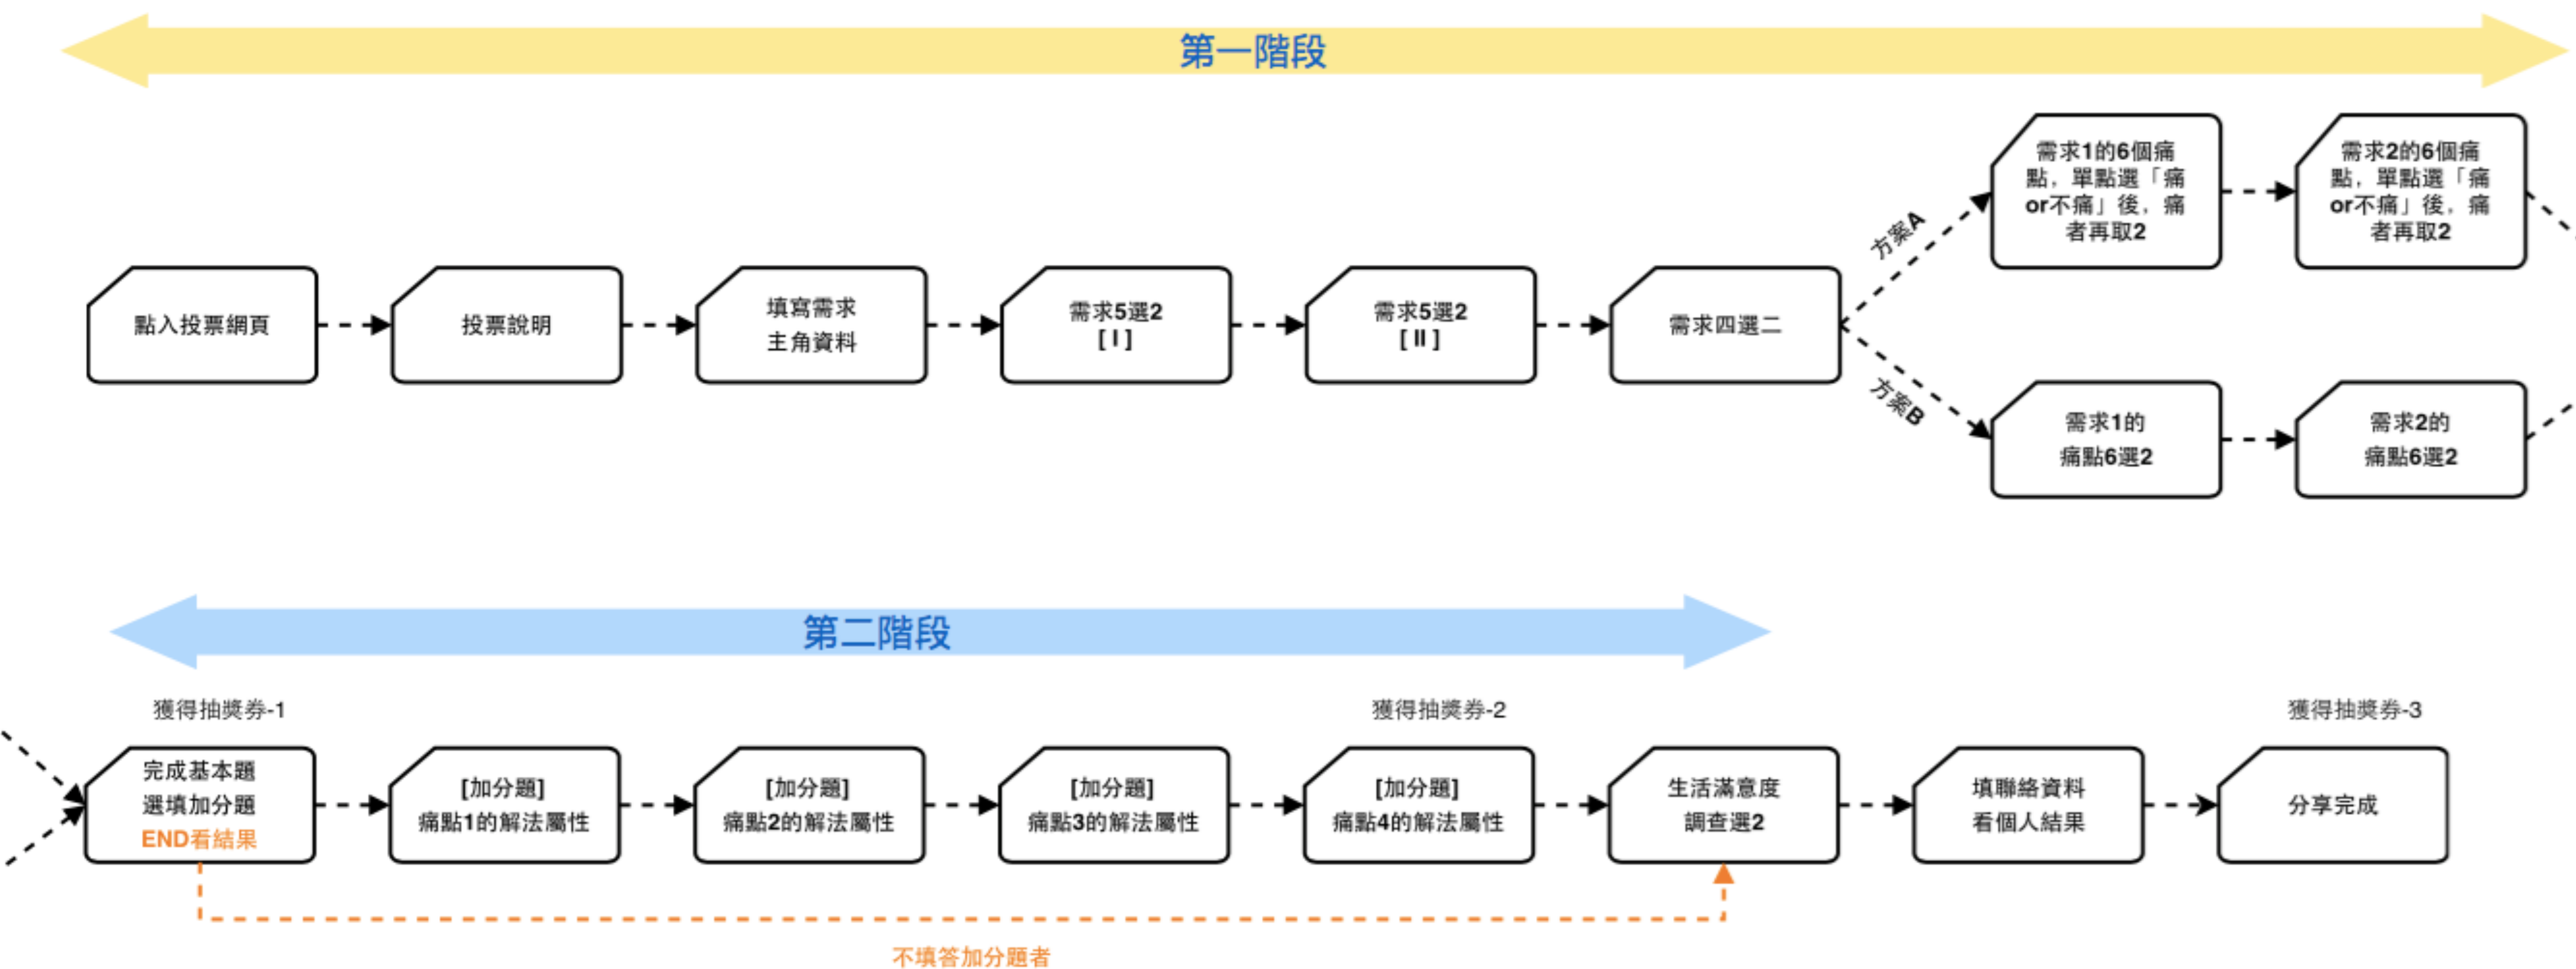 第一階段
點入投票網頁
投票說明
填寫需求
主角資料
需求5選2
[ I ]
需求5選2
[ II ]
需求四選二
方案A
需求1的6個痛
點，單點選「痛
or不痛」後，痛
者再取2
需求2的6個痛
點，單點選「痛
or不痛」後，痛
者再取2
方案B
需求1的
痛點6選2
需求2的
痛點6選2
第二階段
獲得抽獎券-1
完成基本題
選填加分題
END看結果
[加分題]
痛點1的解法屬性
[加分題]
痛點2的解法屬性
[加分題]
痛點3的解法屬性
獲得抽獎券-2
[加分題]
痛點4的解法屬性
生活滿意度
調查選2
填聯絡資料
看個人結果
獲得抽獎券-3
分享完成
不填答加分題者